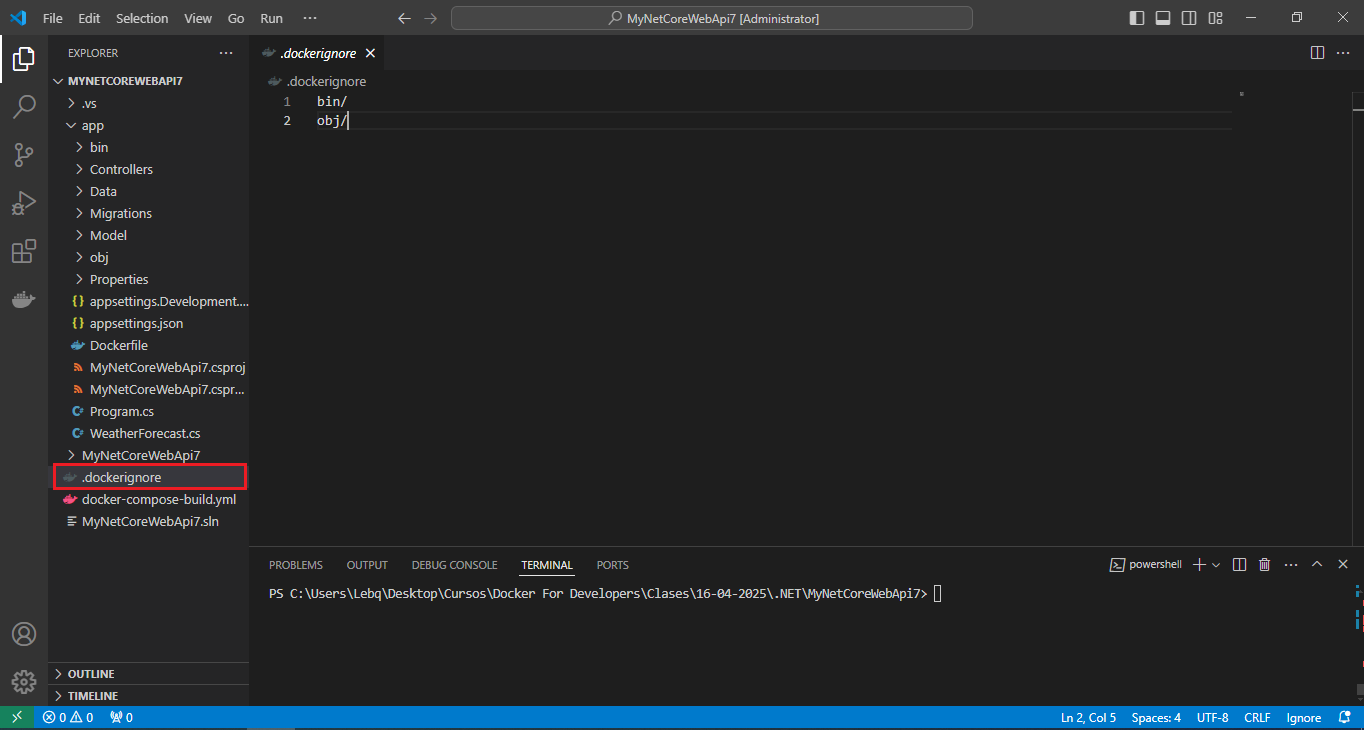 File Edit Selection View Go Run ··· MyNetCoreWebApi7 [Administrator]
EXPLORER ···
MYNETCOREWEBAPI7
.vs
app
bin
Controllers
Data
Migrations
Model
obj
Properties
appsettings.Development....
appsettings.json
Dockerfile
MyNetCoreWebApi7.csproj
MyNetCoreWebApi7.cspr...
Program.cs
WeatherForecast.cs
MyNetCoreWebApi7
.dockerignore
docker-compose-build.yml
MyNetCoreWebApi7.sln
OUTLINE
TIMELINE
.dockerignore
.dockerignore
1 bin/
2 obj/
PROBLEMS OUTPUT DEBUG CONSOLE TERMINAL PORTS powershell
PS C:\Users\Lebq\Desktop\Cursos\Docker For Developers\Clases\16-04-2025\.NET\MyNetCoreWebApi7>
0 0 0 Ln 2, Col 5 Spaces: 4 UTF-8 CRLF Ignore